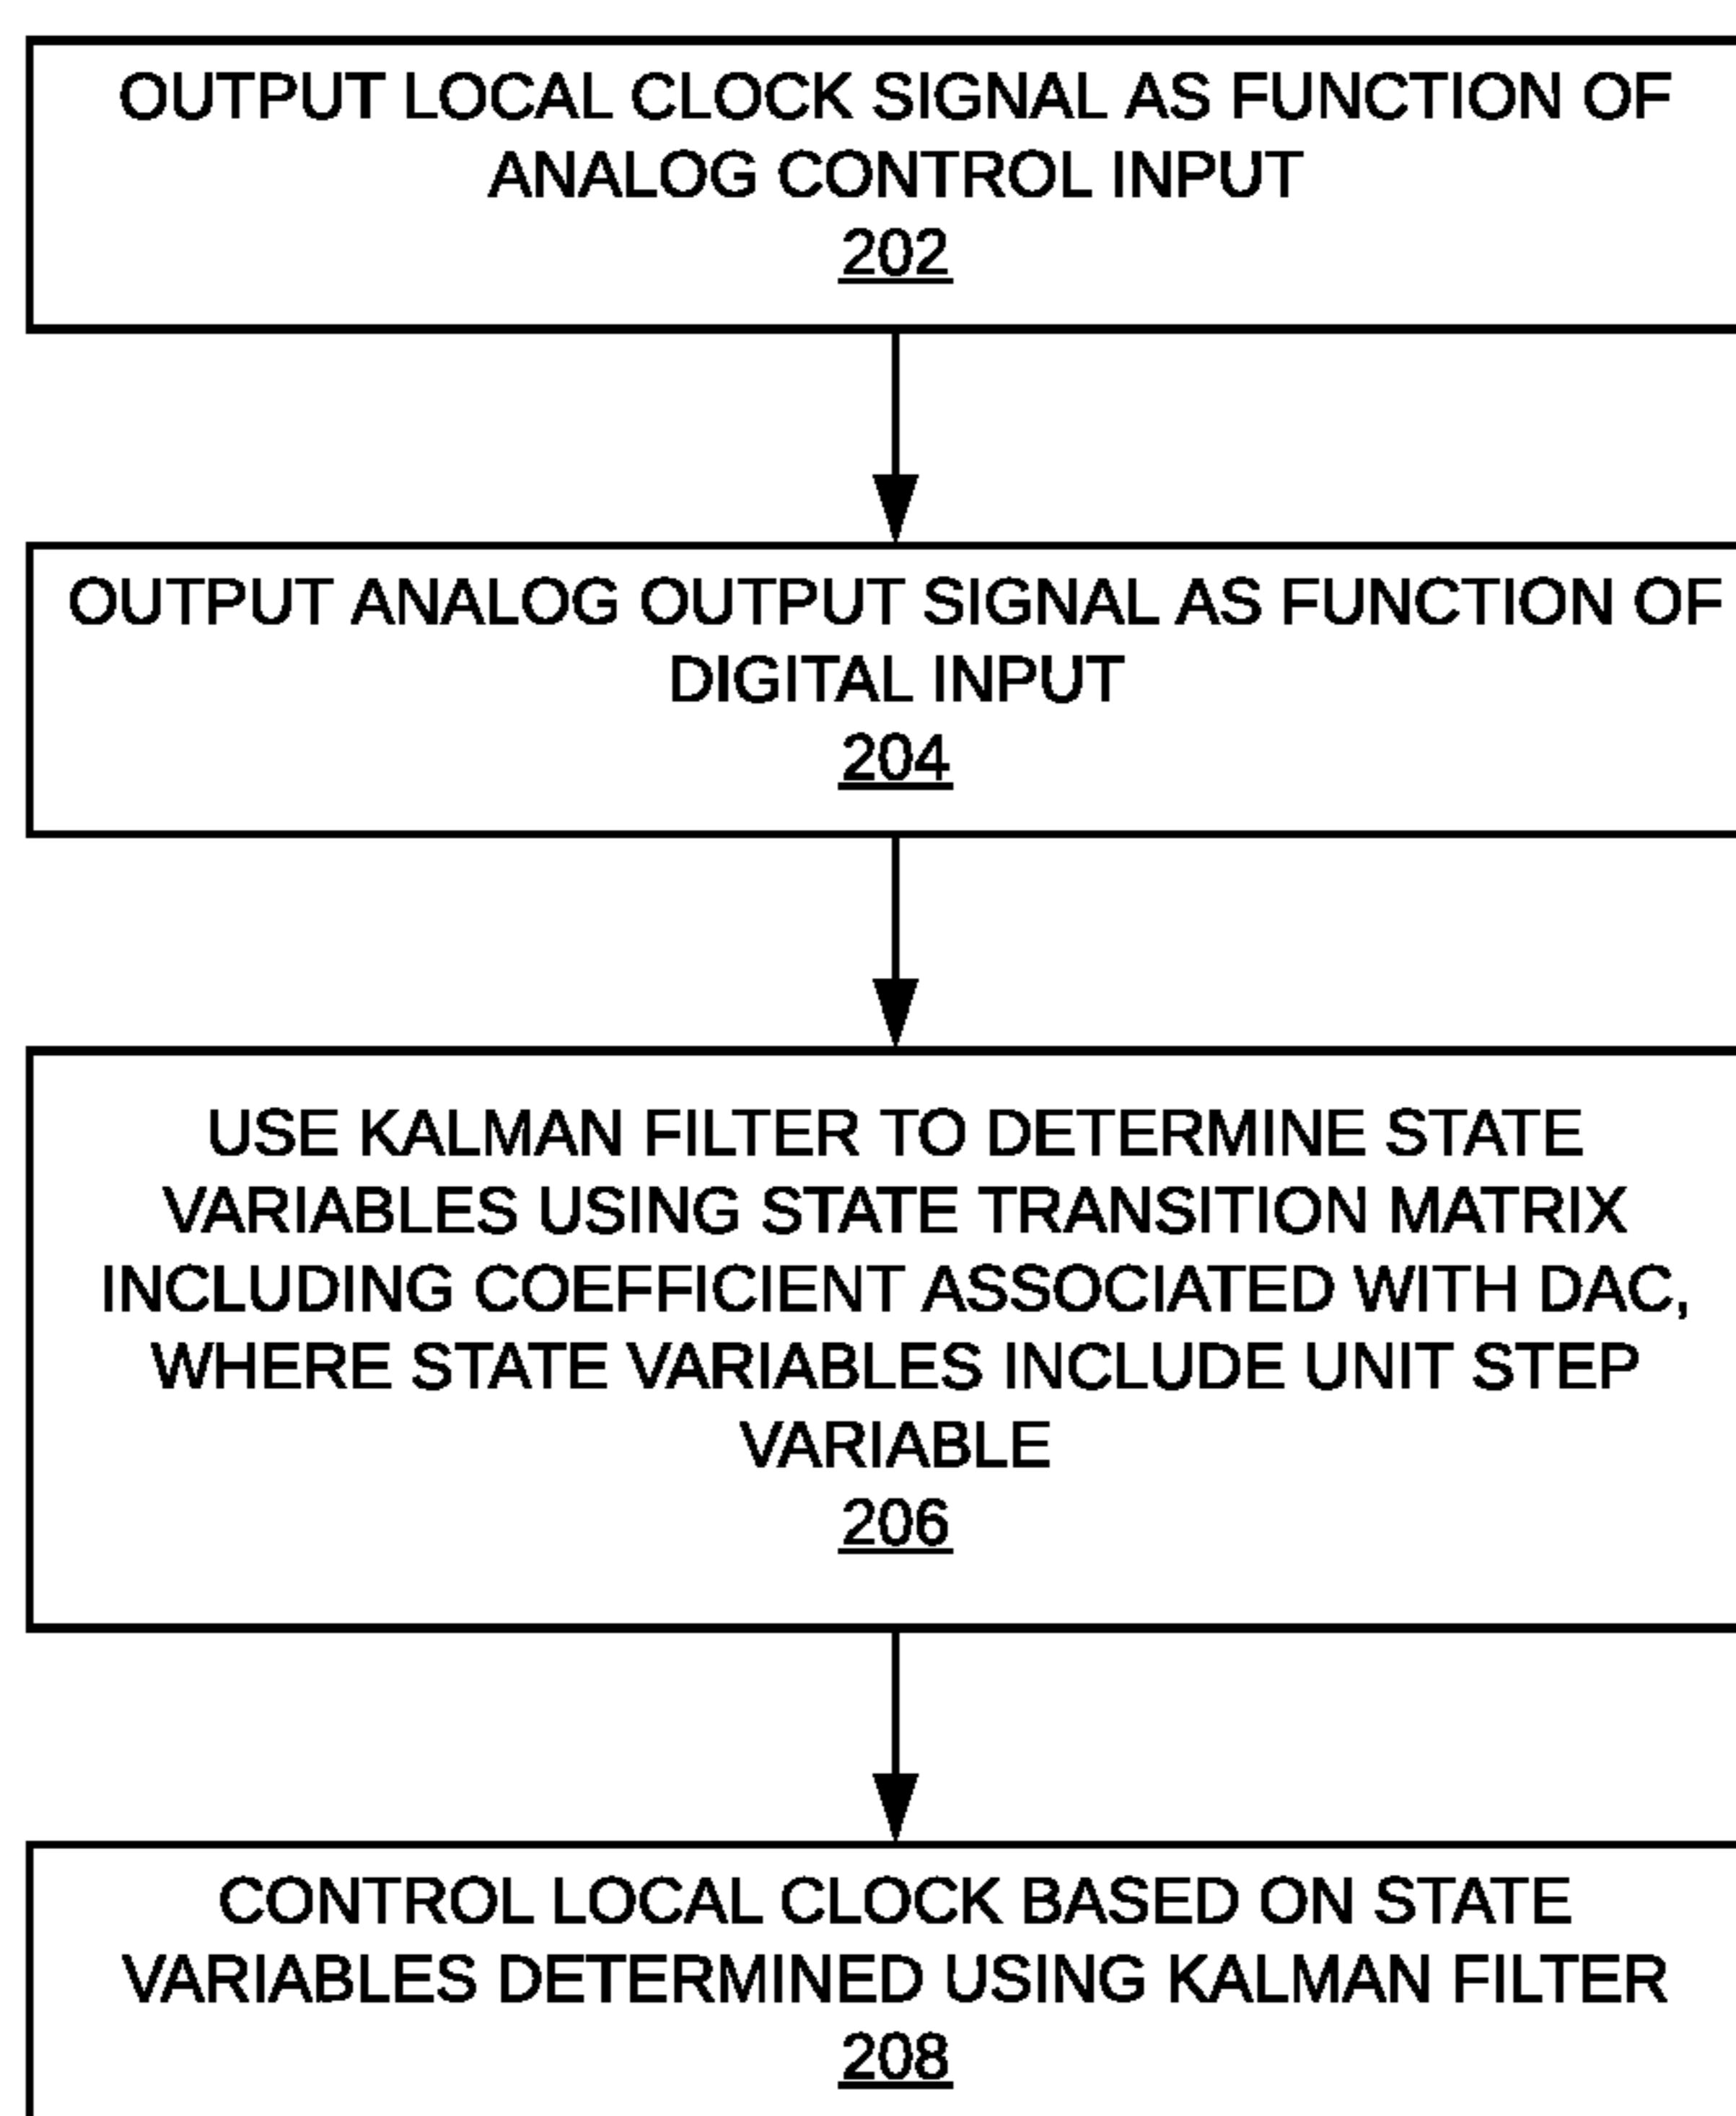 OUTPUT LOCAL CLOCK SIGNAL AS FUNCTION OF
ANALOG CONTROL INPUT
202
OUTPUT ANALOG OUTPUT SIGNAL AS FUNCTION OF
DIGITAL INPUT
204
USE KALMAN FILTER TO DETERMINE STATE
VARIABLES USING STATE TRANSITION MATRIX
INCLUDING COEFFICIENT ASSOCIATED WITH DAC,
WHERE STATE VARIABLES INCLUDE UNIT STEP
VARIABLE
206
CONTROL LOCAL CLOCK BASED ON STATE
VARIABLES DETERMINED USING KALMAN FILTER
208